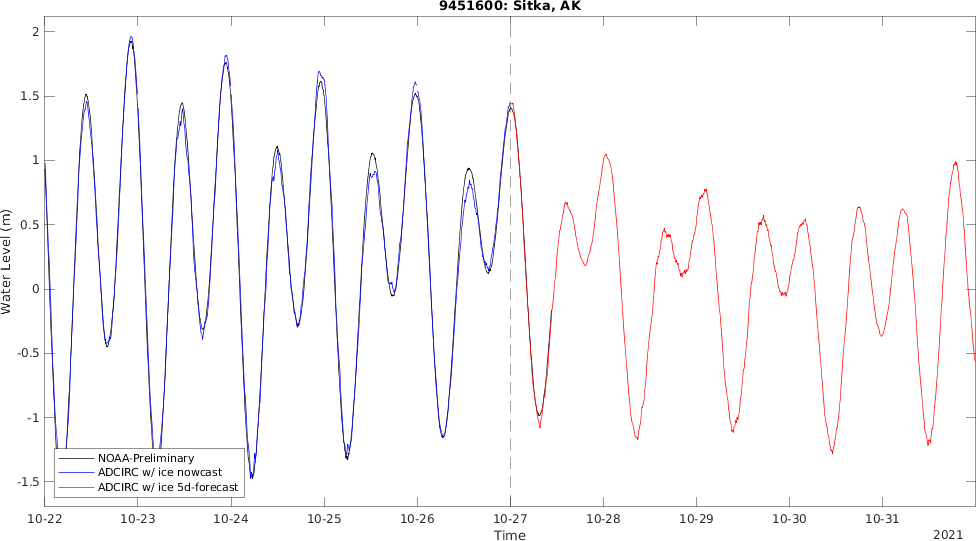 9451600: Sitka, AK
Water Level (m)
2
1.5
1
0.5
0
-0.5
-1
-1.5
NOAA-Preliminary
ADCIRC w/ ice nowcast
ADCIRC w/ ice 5d-forecast
10-22 10-23 10-24 10-25 10-26 10-27 10-28 10-29 10-30 10-31
Time
2021